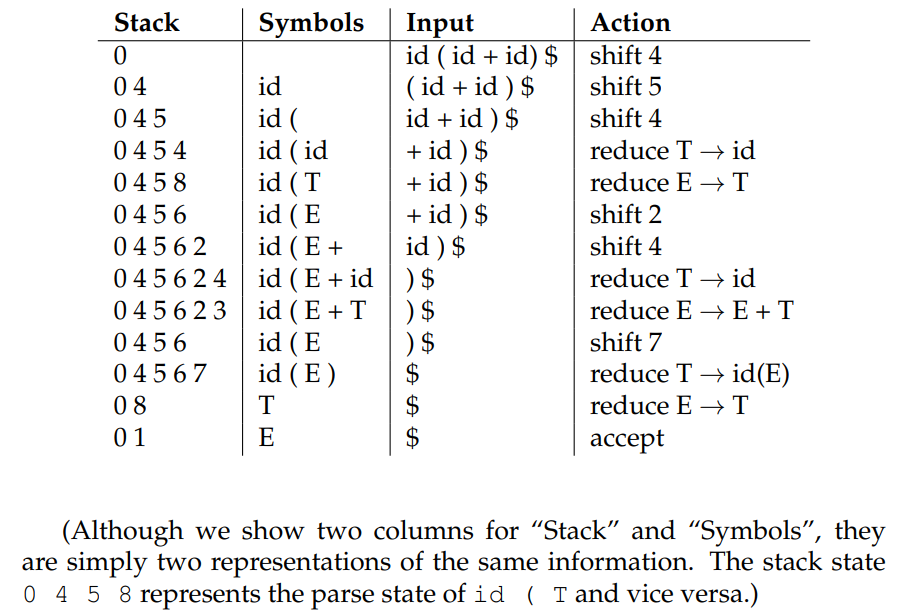 Stack Symbols Input Action
0 id ( id + id) $ shift 4
0 4 id ( id + id ) $ shift 5
0 4 5 id ( id + id ) $ shift 4
0 4 5 4 id ( id + id ) $ reduce T → id
0 4 5 8 id ( T + id ) $ reduce E → T
0 4 5 6 id ( E + id ) $ shift 2
0 4 5 6 2 id ( E + id ) $ shift 4
0 4 5 6 2 4 id ( E + id ) $ reduce T → id
0 4 5 6 2 3 id ( E + T ) $ reduce E → E + T
0 4 5 6 id ( E ) $ shift 7
0 4 5 6 7 id ( E ) $ reduce T → id(E)
0 8 T $ reduce E → T
0 1 E $ accept
(Although we show two columns for “Stack” and “Symbols”, they
are simply two representations of the same information. The stack state
0 4 5 8 represents the parse state of id ( T and vice versa.)